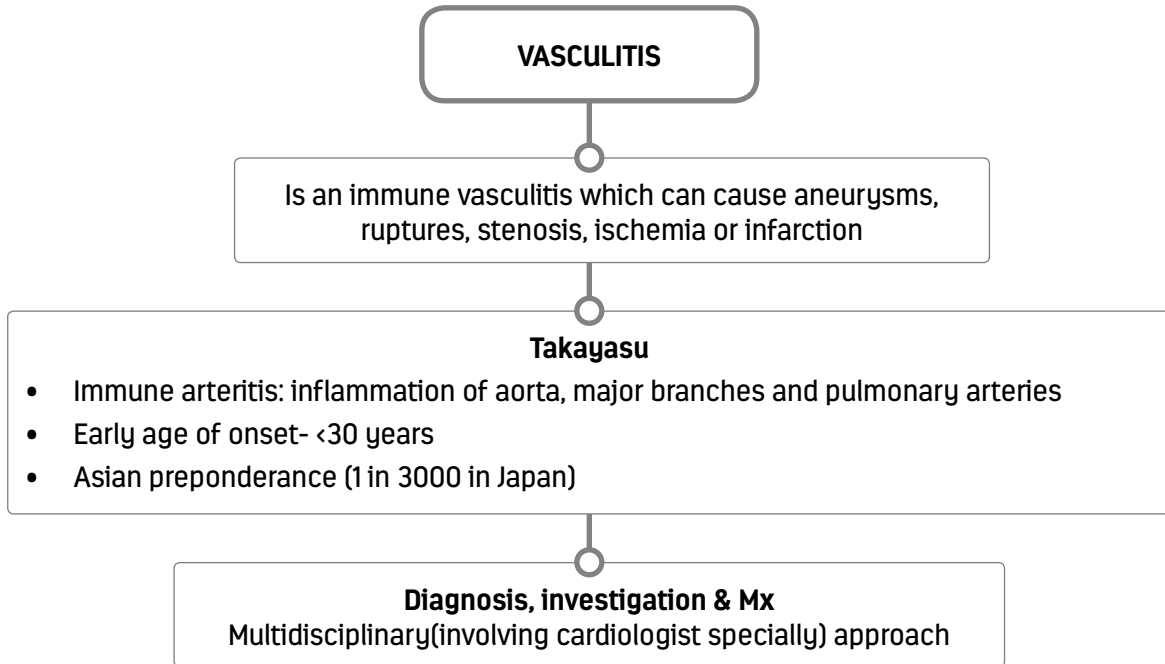 VASCULITIS
Is an immune vasculitis which can cause aneurysms,
ruptures, stenosis, ischemia or infarction
Takayasu
• Immune arteritis: inflammation of aorta, major branches and pulmonary arteries
• Early age of onset- <30 years
• Asian preponderance (1 in 3000 in Japan)
Diagnosis, investigation & Mx
Multidisciplinary(involving cardiologist specially) approach